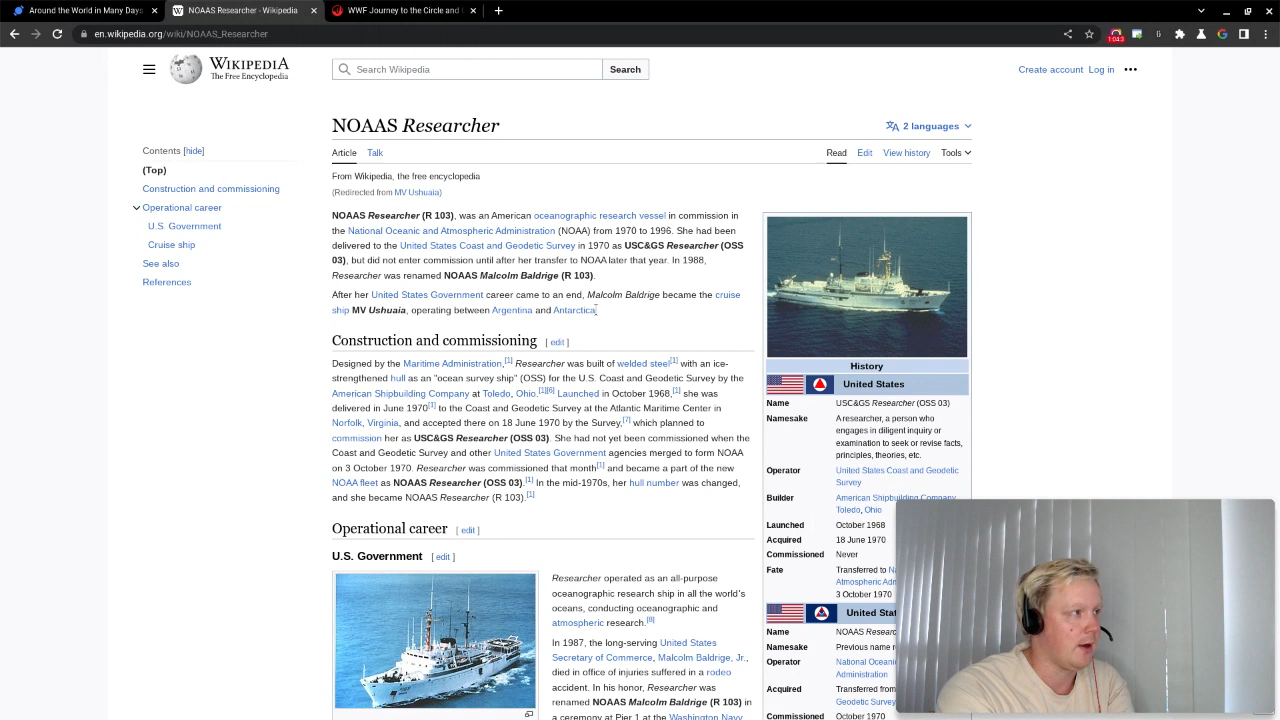 Around the World in Many Days
NOAAS Researcher - Wikipedia
WWF Journey to the Circle and
en.wikipedia.org/wiki/NOAAS_Researcher
1:04:3
WIKIPEDIA
The Free Encyclopedia
Search Wikipedia
Search
Create account Log in
NOAAS Researcher
2 languages
Contents [hide]
(Top)
Construction and commissioning
Operational career
U.S. Government
Cruise ship
See also
References
Article Talk
Read Edit View history Tools
From Wikipedia, the free encyclopedia
(Redirected from MV Ushuaia)
NOAAS Researcher (R 103), was an American oceanographic research vessel in commission in
the National Oceanic and Atmospheric Administration (NOAA) from 1970 to 1996. She had been
delivered to the United States Coast and Geodetic Survey in 1970 as USC&GS Researcher (OSS
03), but did not enter commission until after her transfer to NOAA later that year. In 1988,
Researcher was renamed NOAAS Malcolm Baldrige (R 103).
After her United States Government career came to an end, Malcolm Baldrige became the cruise
ship MV Ushuaia, operating between Argentina and Antarctica
Construction and commissioning [ edit ]
Designed by the Maritime Administration,[1] Researcher was built of welded steel[1] with an ice-
strengthened hull as an "ocean survey ship" (OSS) for the U.S. Coast and Geodetic Survey by the
American Shipbuilding Company at Toledo, Ohio.[1][6] Launched in October 1968,[1] she was
delivered in June 1970[1] to the Coast and Geodetic Survey at the Atlantic Maritime Center in
Norfolk, Virginia, and accepted there on 18 June 1970 by the Survey,[7] which planned to
commission her as USC&GS Researcher (OSS 03). She had not yet been commissioned when the
Coast and Geodetic Survey and other United States Government agencies merged to form NOAA
on 3 October 1970. Researcher was commissioned that month[1] and became a part of the new
NOAA fleet as NOAAS Researcher (OSS 03).[1] In the mid-1970s, her hull number was changed,
and she became NOAAS Researcher (R 103).[1]
Operational career [ edit ]
U.S. Government [ edit ]
Researcher operated as an all-purpose
oceanographic research ship in all the world's
oceans, conducting oceanographic and
atmospheric research.[8]
In 1987, the long-serving United States
Secretary of Commerce, Malcolm Baldrige, Jr.,
died in office of injuries suffered in a rodeo
accident. In his honor, Researcher was
renamed NOAAS Malcolm Baldrige (R 103) in
a ceremony at Pier 1 at the Washington Navy
History
United States
Name USC&GS Researcher (OSS 03)
Namesake A researcher, a person who
engages in diligent inquiry or
examination to seek or revise facts,
principles, theories, etc.
Operator United States Coast and Geodetic
Survey
Builder American Shipbuilding Company,
Toledo, Ohio
Launched October 1968
Acquired 18 June 1970
Commissioned Never
Fate Transferred to
Atmospheric
3 October 1970
United
Name NOAAS
Namesake Previous name
Operator National
Administration
Acquired Transferred from
Geodetic Survey
Commissioned October 1970